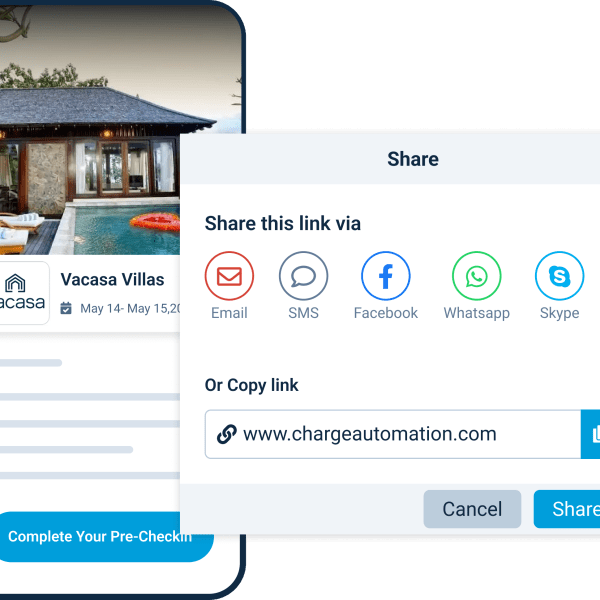 Share
Share this link via
Email SMS Facebook Whatsapp Skype
Vacasa Villas
acasa
May 14- May 15,20
Or Copy link
www.chargeautomation.com
Cancel Share
Complete Your Pre-Checkin